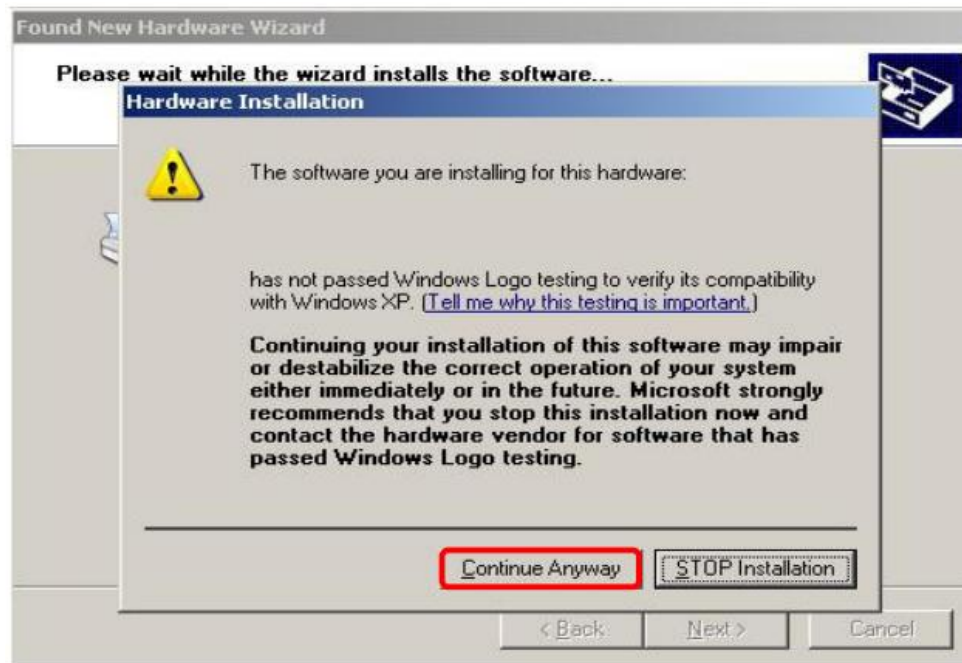 Found New Hardware Wizard
Please wait while the wizard installs the software...
Hardware Installation
The software you are installing for this hardware:
has not passed Windows Logo testing to verify its compatibility
with Windows XP. (Tell me why this testing is important.)
Continuing your installation of this software may impair
or destabilize the correct operation of your system
either immediately or in the future. Microsoft strongly
recommends that you stop this installation now and
contact the hardware vendor for software that has
passed Windows Logo testing.
Continue Anyway STOP Installation
< Back Next > Cancel